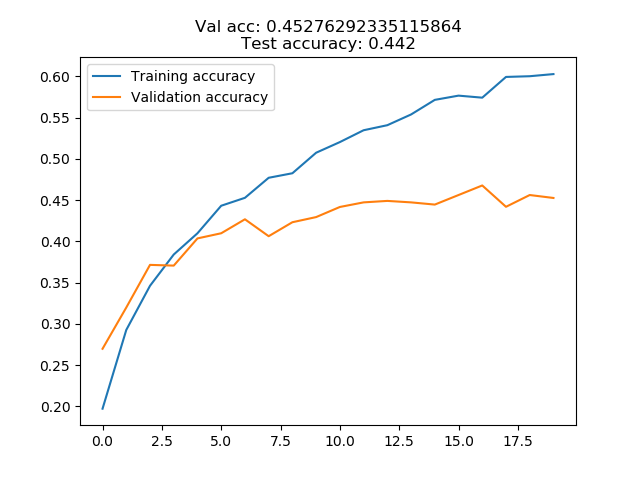 Val acc: 0.45276292335115864
Test accuracy: 0.442
Training accuracy
Validation accuracy
0.60
0.55
0.50
0.45
0.40
0.35
0.30
0.25
0.20
0.0 2.5 5.0 7.5 10.0 12.5 15.0 17.5